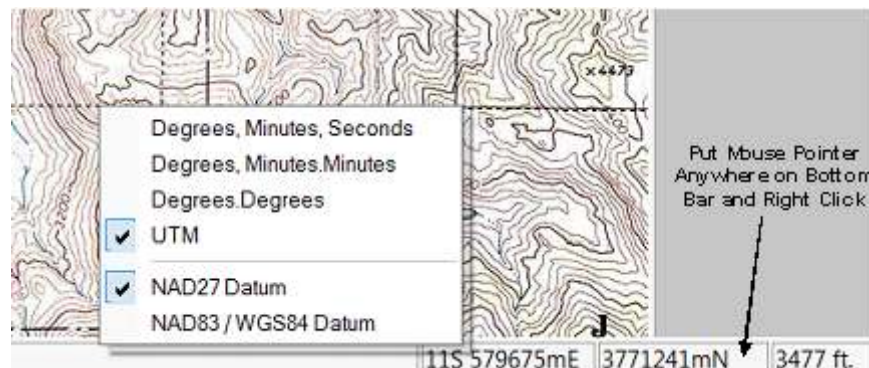 ×4473
Degrees, Minutes, Seconds
Degrees, Minutes.Minutes
Degrees.Degrees
UTM
NAD27 Datum
NAD83 / WGS84 Datum
Put Mouse Pointer
Anywhere on Bottom
Bar and Right Click
J
11S 579675mE
3771241mN
3477 ft.